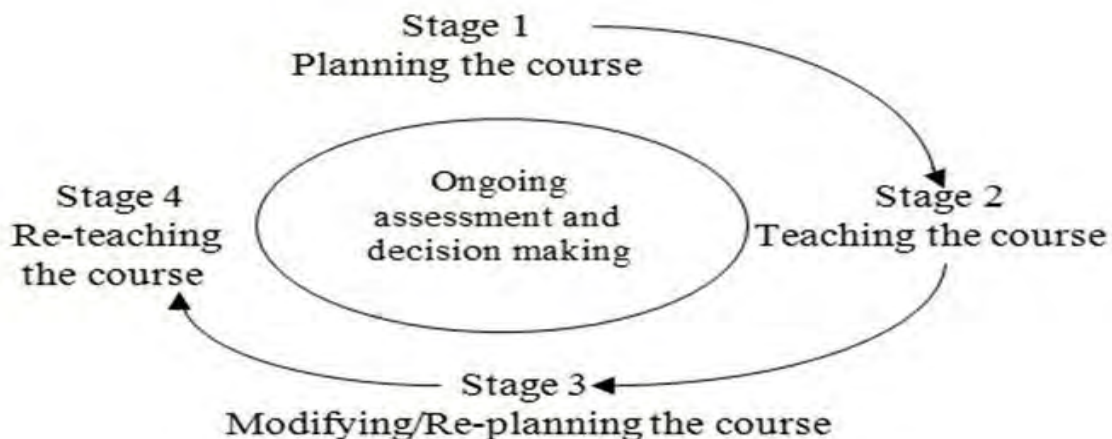 Stage 1
Planning the course
Stage 2
Teaching the course
Stage 3
Modifying/Re-planning the course
Stage 4
Re-teaching
the course
Ongoing
assessment and
decision making